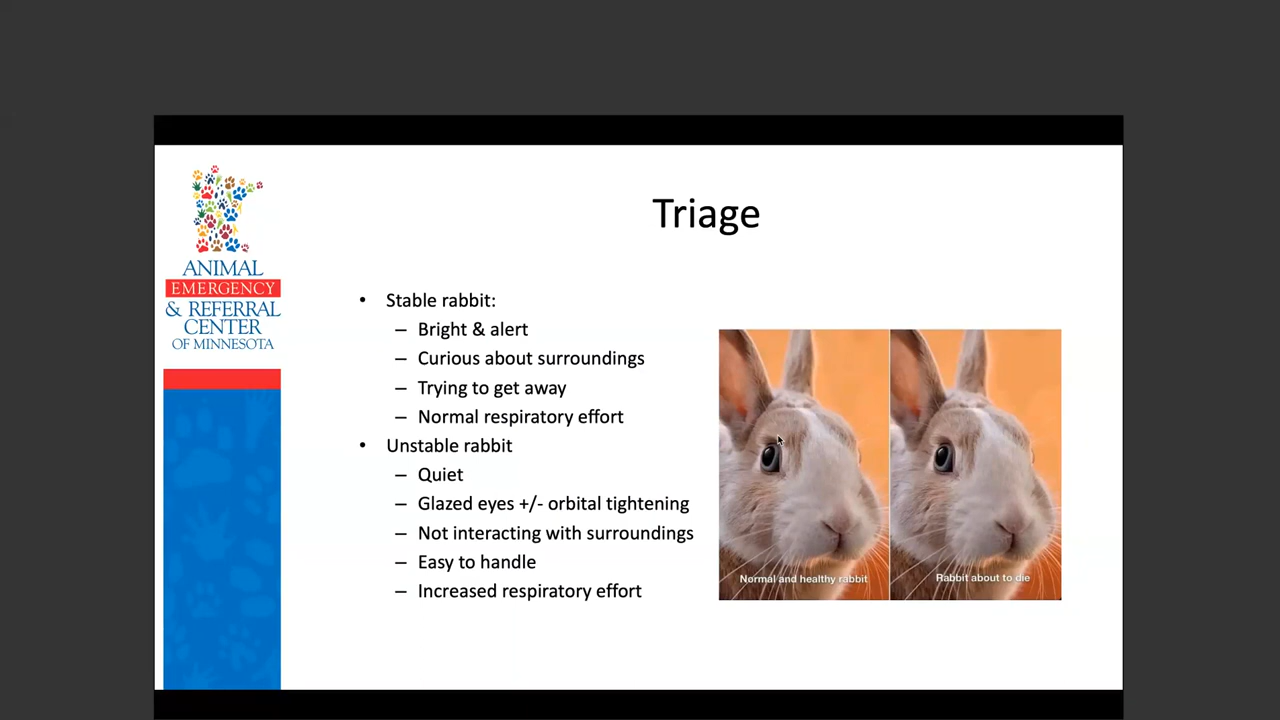 ANIMAL
EMERGENCY
& REFERRAL
CENTER
OF MINNESOTA
Triage
• Stable rabbit:
– Bright & alert
– Curious about surroundings
– Trying to get away
– Normal respiratory effort
• Unstable rabbit
– Quiet
– Glazed eyes +/- orbital tightening
– Not interacting with surroundings
– Easy to handle
– Increased respiratory effort
Normal and healthy rabbit
Rabbit about to die